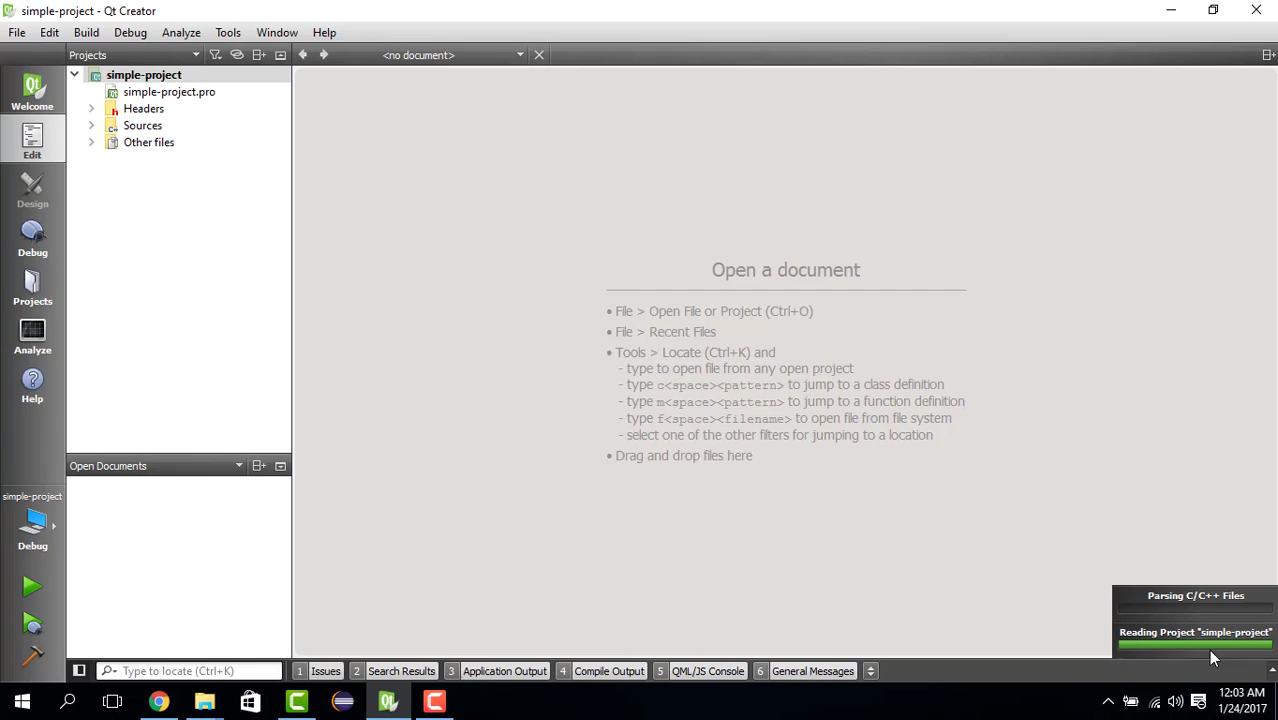 simple-project - Qt Creator
File Edit Build Debug Analyze Tools Window Help
Projects
<no document>
Welcome
Edit
Design
Debug
Projects
Analyze
Help
simple-project
simple-project.pro
Headers
Sources
Other files
Open a document
• File > Open File or Project (Ctrl+O)
• File > Recent Files
• Tools > Locate (Ctrl+K) and
- type to open file from any open project
- type c<space><pattern> to jump to a class definition
- type m<space><pattern> to jump to a function definition
- type f<space><filename> to open file from file system
- select one of the other filters for jumping to a location
• Drag and drop files here
Open Documents
simple-project
Debug
Parsing C/C++ Files
Reading Project "simple-project"
Type to locate (Ctrl+K)
1 Issues 2 Search Results 3 Application Output 4 Compile Output 5 QML/JS Console 6 General Messages
12:03 AM
1/24/2017